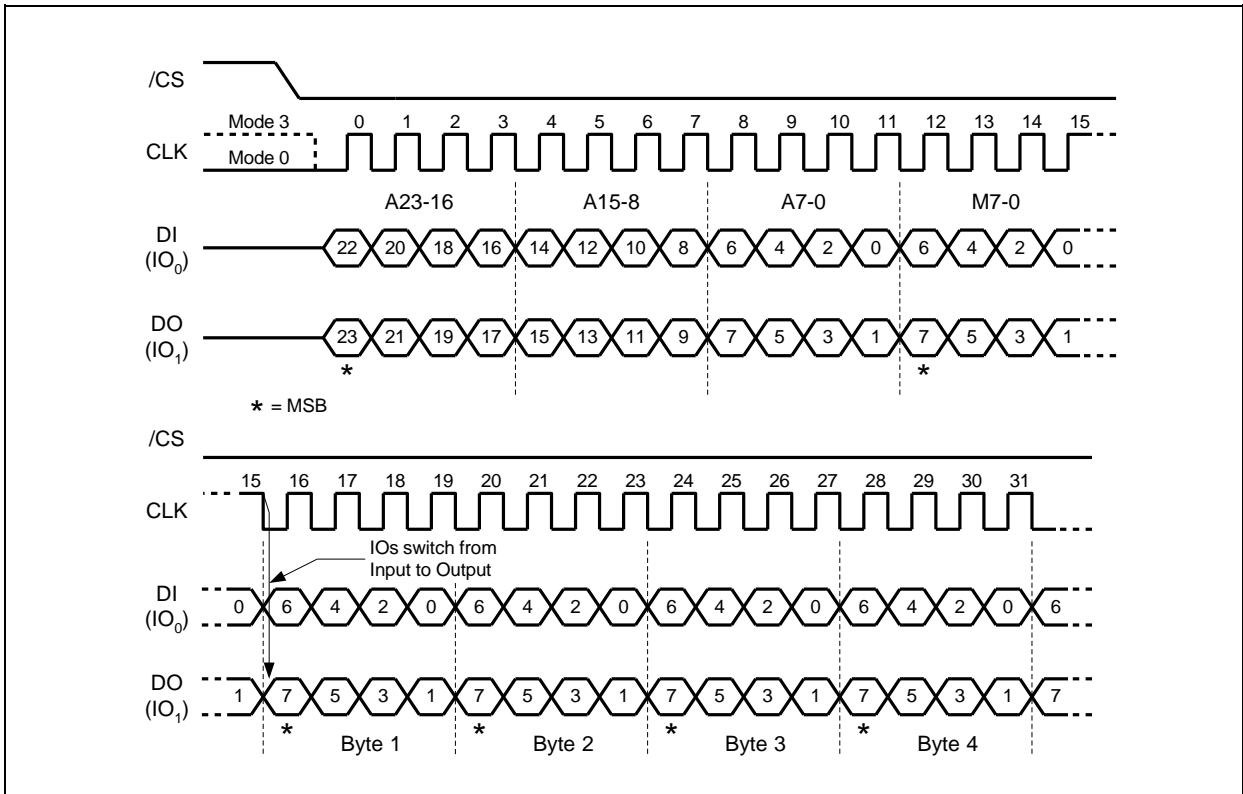 /CS
Mode 3
0 1 2 3 4 5 6 7 8 9 10 11 12 13 14 15
CLK
Mode 0
A23-16 A15-8 A7-0 M7-0
DI
(IO0)
22 20 18 16 14 12 10 8 6 4 2 0 6 4 2 0
DO
(IO1)
23 21 19 17 15 13 11 9 7 5 3 1 7 5 3 1
* *
* = MSB
/CS
15 16 17 18 19 20 21 22 23 24 25 26 27 28 29 30 31
CLK
IOs switch from
Input to Output
DI
(IO0)
0 6 4 2 0 6 4 2 0 6 4 2 0 6 4 2 0 6
DO
(IO1)
1 7 5 3 1 7 5 3 1 7 5 3 1 7 5 3 1 7
* * * *
Byte 1 Byte 2 Byte 3 Byte 4